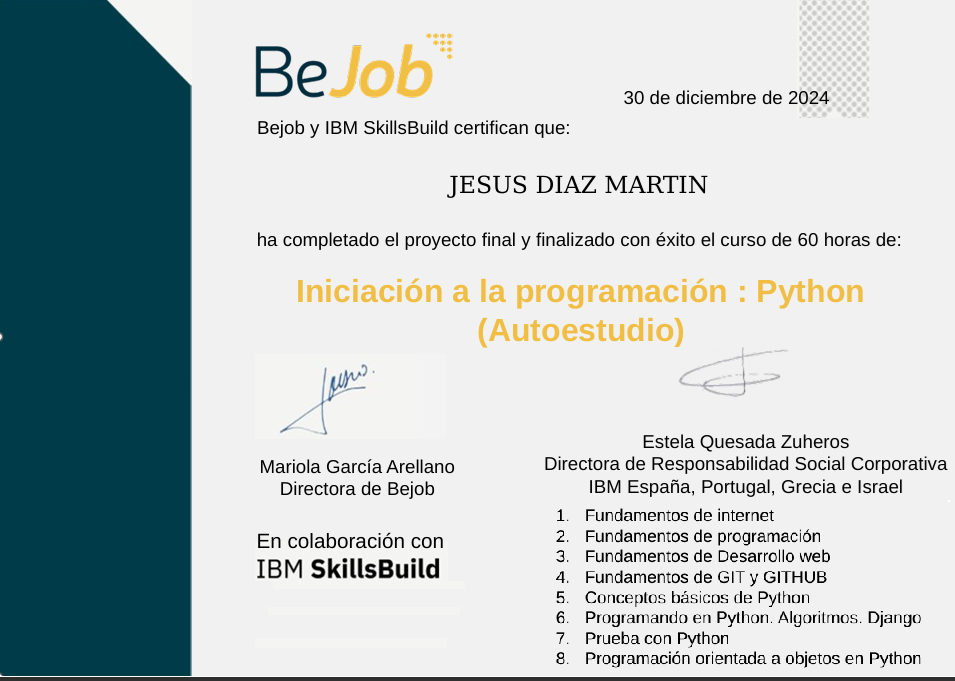 BeJob
30 de diciembre de 2024
Bejob y IBM SkillsBuild certifican que:
JESUS DIAZ MARTIN
ha completado el proyecto final y finalizado con éxito el curso de 60 horas de:
Iniciación a la programación : Python
(Autoestudio)
Mariola García Arellano
Directora de Bejob
En colaboración con
IBM SkillsBuild
Estela Quesada Zuheros
Directora de Responsabilidad Social Corporativa
IBM España, Portugal, Grecia e Israel
1. Fundamentos de internet
2. Fundamentos de programación
3. Fundamentos de Desarrollo web
4. Fundamentos de GIT y GITHUB
5. Conceptos básicos de Python
6. Programando en Python. Algoritmos. Django
7. Prueba con Python
8. Programación orientada a objetos en Python